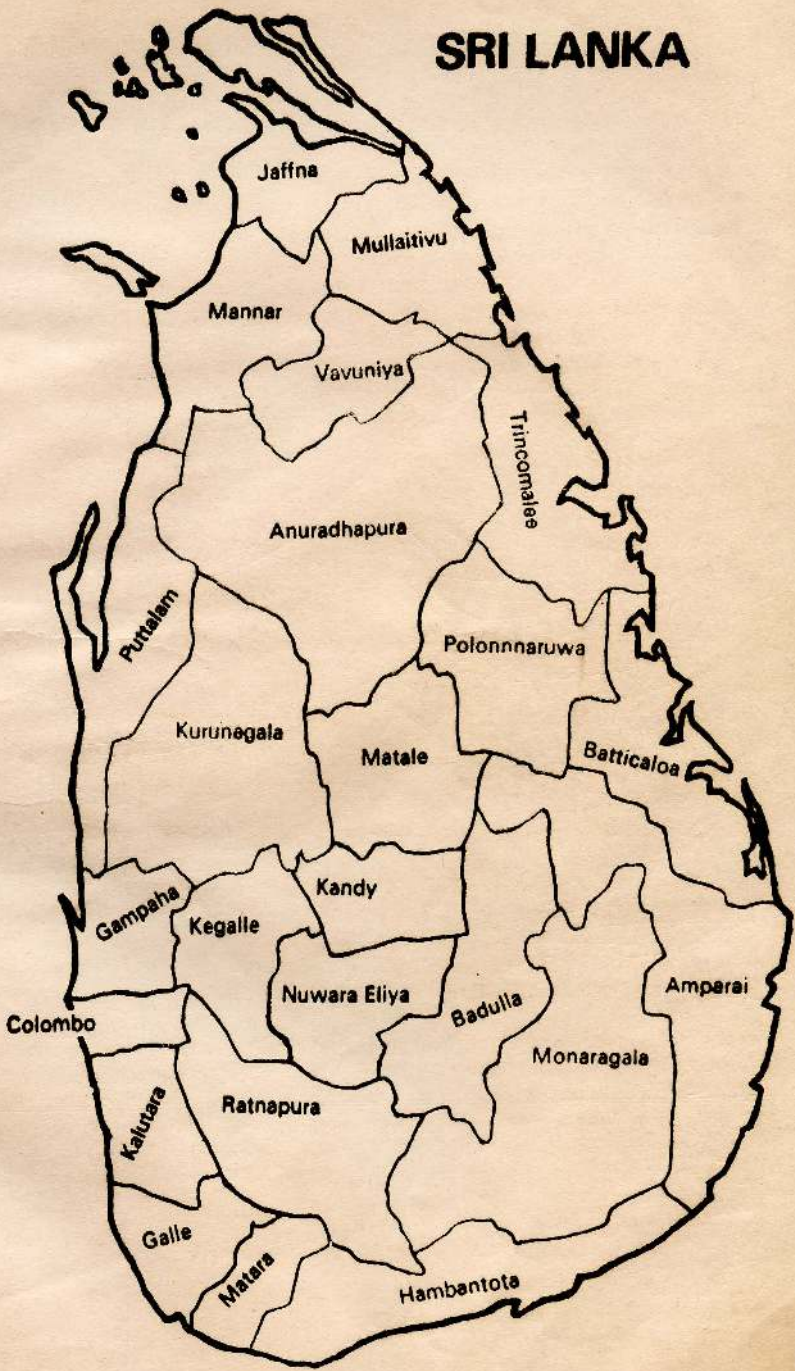 SRI LANKA
Jaffna
Mullaitivu
Mannar
Vavuniya
Trincomalee
Anuradhapura
Puttalam
Polonnnaruwa
Kurunegala
Matale
Batticaloa
Gampaha
Kegalle
Kandy
Nuwara Eliya
Badulla
Amparai
Colombo
Monaragala
Kalutara
Ratnapura
Galle
Matara
Hambantota